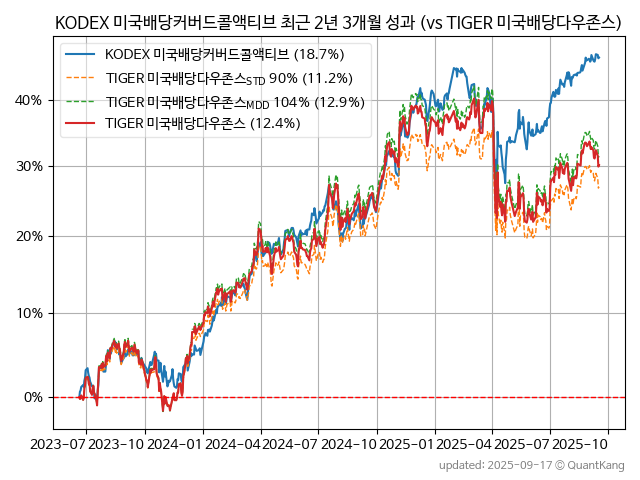 KODEX 미국배당커버드콜액티브 최근 2년 3개월 성과 (vs TIGER 미국배당다우존스)
KODEX 미국배당커버드콜액티브 (18.7%)
TIGER 미국배당다우존스STD 90% (11.2%)
TIGER 미국배당다우존스MDD 104% (12.9%)
TIGER 미국배당다우존스 (12.4%)
40%
30%
20%
10%
0%
2023-07 2023-10 2024-01 2024-04 2024-07 2024-10 2025-01 2025-04 2025-07 2025-10
updated: 2025-09-17 © QuantKang